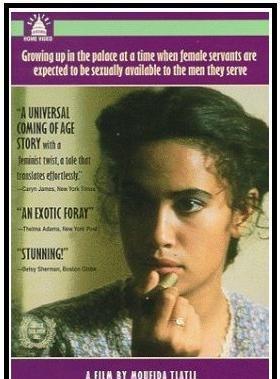 HOME VIDEO
Growing up in the palace at a time when female servants are
expected to be sexually available to the men they serve
"A UNIVERSAL
COMING OF AGE
STORY with a
feminist twist, a tale that
translates effortlessly."
—Caryn James, New York Times
"AN EXOTIC FORAY"
—Thelma Adams, New York Post
"STUNNING!"
—Betsy Sherman, Boston Globe
A FILM BY MOUFIDA TLATLI